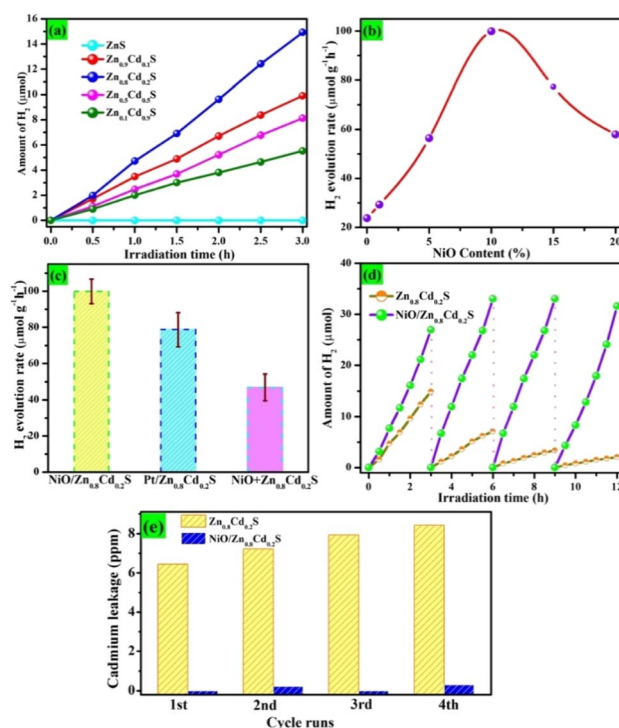 (a)
ZnS
Zn0.9Cd0.1S
Zn0.8Cd0.2S
Zn0.5Cd0.5S
Zn0.1Cd0.9S
Amount of H2 (μmol)
16
14
12
10
8
6
4
2
0
0.0 0.5 1.0 1.5 2.0 2.5 3.0
Irradiation time (h)
(b)
H2 evolution rate (μmol g-1h-1)
100
80
60
40
20
0 5 10 15 20
NiO Content (%)
(c)
H2 evolution rate (μmol g-1h-1)
100
80
60
40
20
0
NiO/Zn0.8Cd0.2S Pt/Zn0.8Cd0.2S NiO+Zn0.8Cd0.2S
(d)
Zn0.8Cd0.2S
NiO/Zn0.8Cd0.2S
Amount of H2 (μmol)
40
30
20
10
0
0 2 4 6 8 10 12
Irradiation time (h)
(e)
Zn0.8Cd0.2S
NiO/Zn0.8Cd0.2S
Cadmium leakage (ppm)
8
6
4
2
0
1st 2nd 3rd 4th
Cycle runs